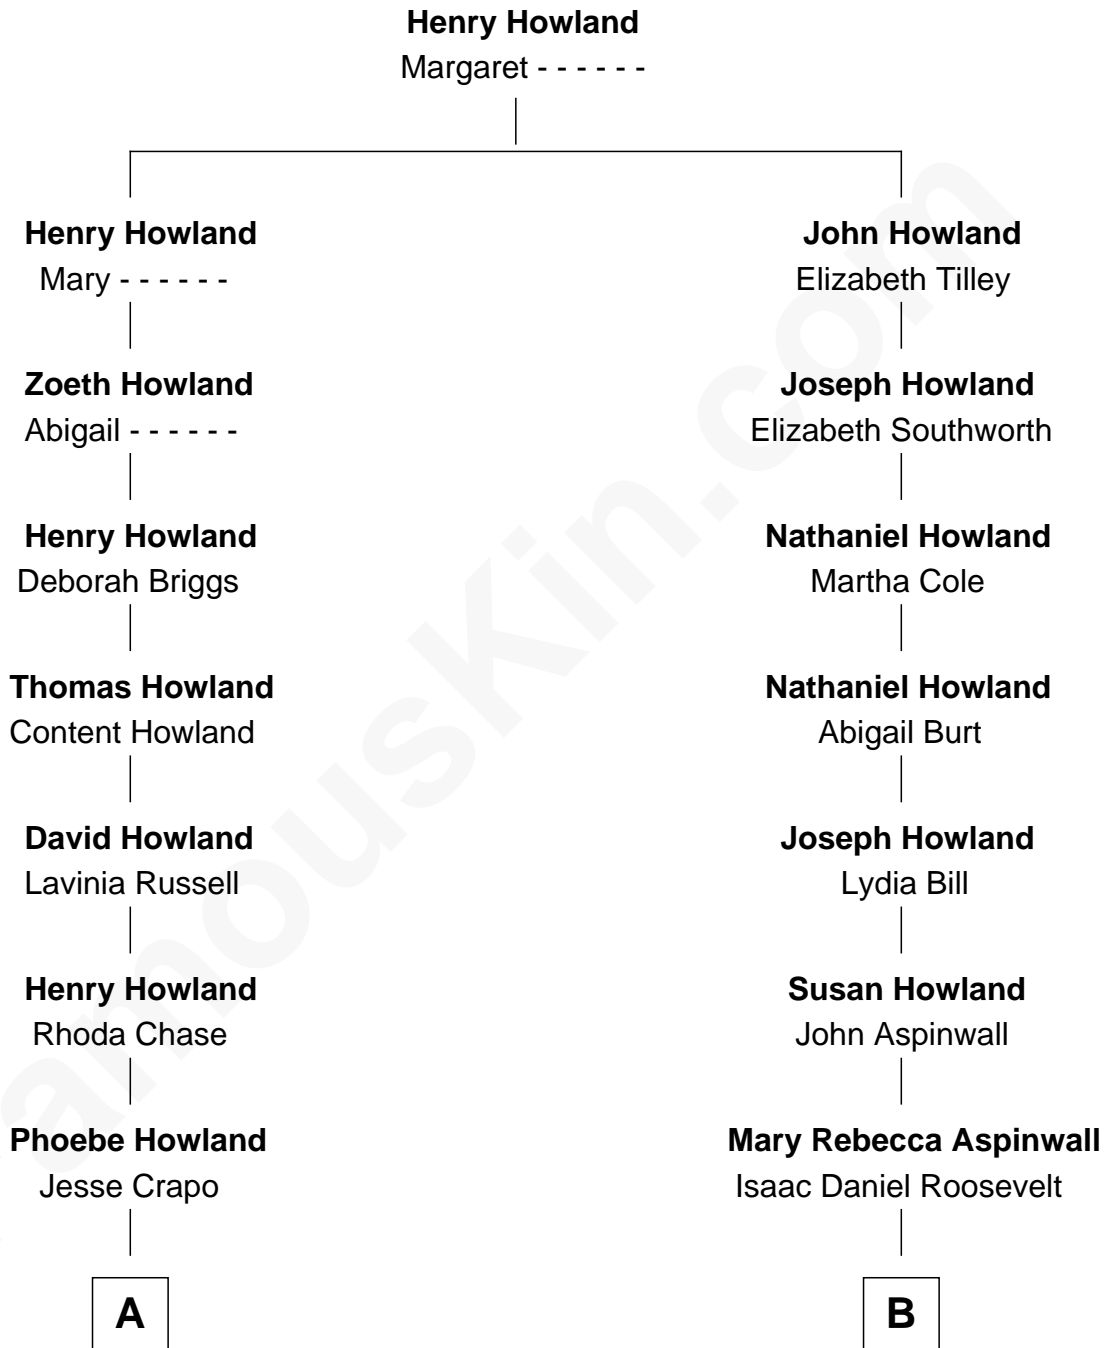 Henry Howland
Margaret - - - - - -
Henry Howland
Mary - - - - - -
Zoeth Howland
Abigail - - - - - -
Henry Howland
Deborah Briggs
Thomas Howland
Content Howland
David Howland
Lavinia Russell
Henry Howland
Rhoda Chase
Phoebe Howland
Jesse Crapo
A
John Howland
Elizabeth Tilley
Joseph Howland
Elizabeth Southworth
Nathaniel Howland
Martha Cole
Nathaniel Howland
Abigail Burt
Joseph Howland
Lydia Bill
Susan Howland
John Aspinwall
Mary Rebecca Aspinwall
Isaac Daniel Roosevelt
B
amouskin.com